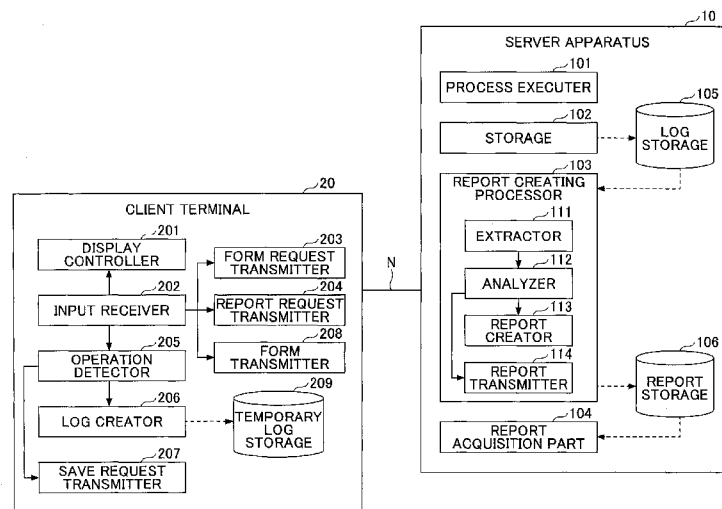 10
SERVER APPARATUS
101
PROCESS EXECUTER
102
STORAGE
105
LOG
STORAGE
103
REPORT CREATING
PROCESSOR
111
EXTRACTOR
112
ANALYZER
113
REPORT
CREATOR
114
REPORT
TRANSMITTER
106
REPORT
STORAGE
104
REPORT
ACQUISITION PART
N
20
CLIENT TERMINAL
201
DISPLAY
CONTROLLER
202
INPUT RECEIVER
203
FORM REQUEST
TRANSMITTER
204
REPORT REQUEST
TRANSMITTER
205
OPERATION
DETECTOR
208
FORM
TRANSMITTER
206
LOG CREATOR
209
TEMPORARY
LOG
STORAGE
207
SAVE REQUEST
TRANSMITTER